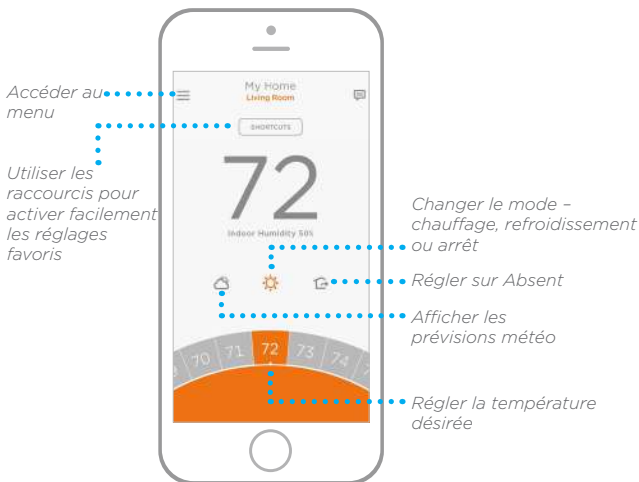 Accéder au
menu
Utiliser les
raccourcis pour
activer facilement
les réglages
favoris
My Home
Living Room
SHORTCUTS
72
Indoor Humidity 50%
70 71 72 73 74
Changer le mode –
chauffage, refroidissement
ou arrêt
Régler sur Absent
Afficher les
prévisions météo
Régler la température
désirée